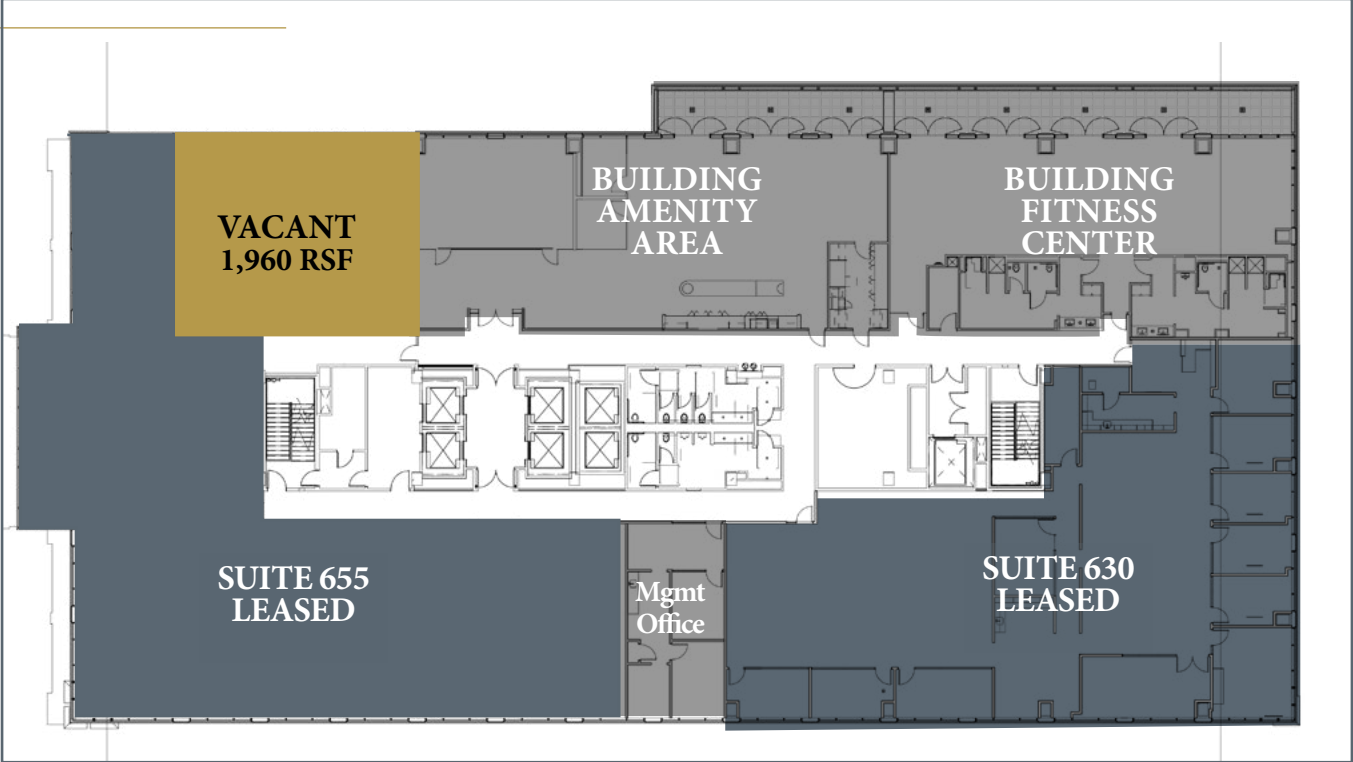 VACANT
1,960 RSF
BUILDING
AMENITY
AREA
BUILDING
FITNESS
CENTER
SUITE 655
LEASED
Mgmt
Office
SUITE 630
LEASED